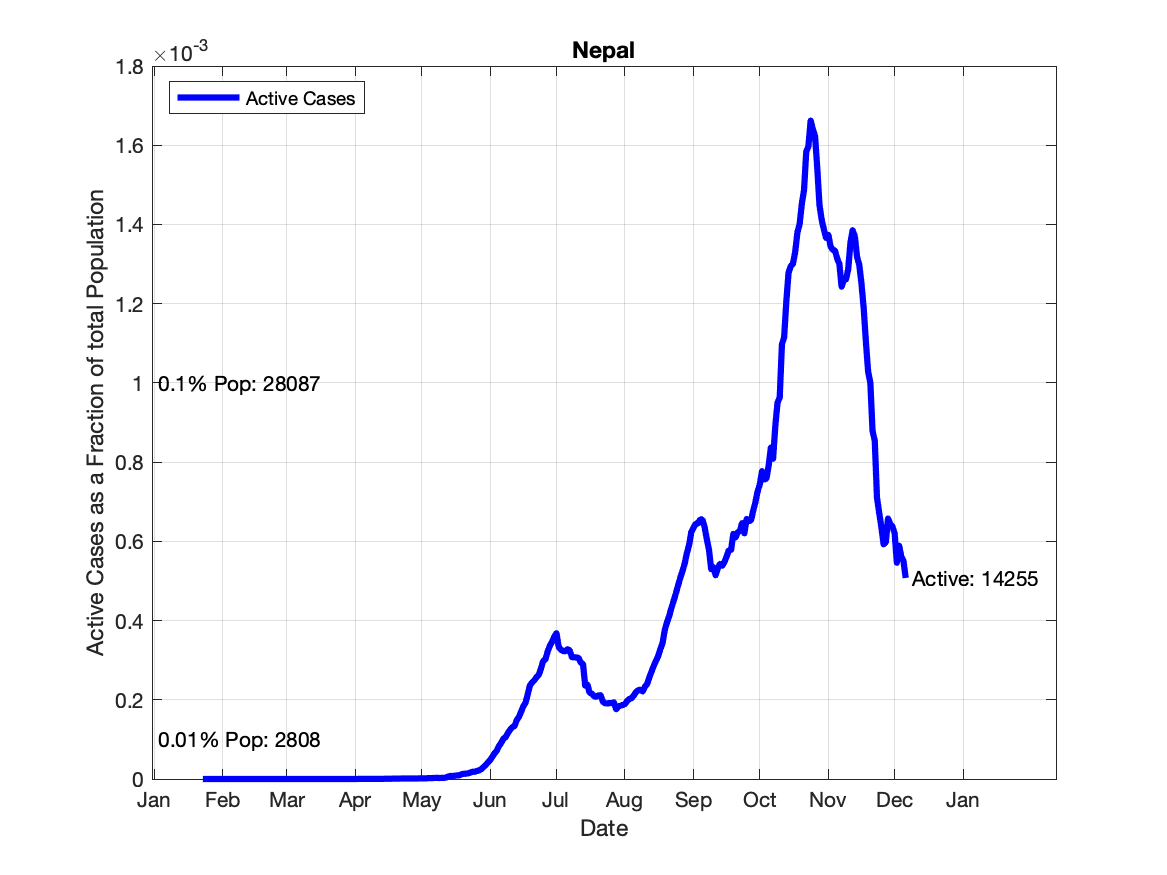 Nepal
×10-3
Active Cases
1.8
1.6
1.4
1.2
1
0.8
0.6
0.4
0.2
0
0.1% Pop: 28087
0.01% Pop: 2808
Active: 14255
Active Cases as a Fraction of total Population
Jan Feb Mar Apr May Jun Jul Aug Sep Oct Nov Dec Jan
Date